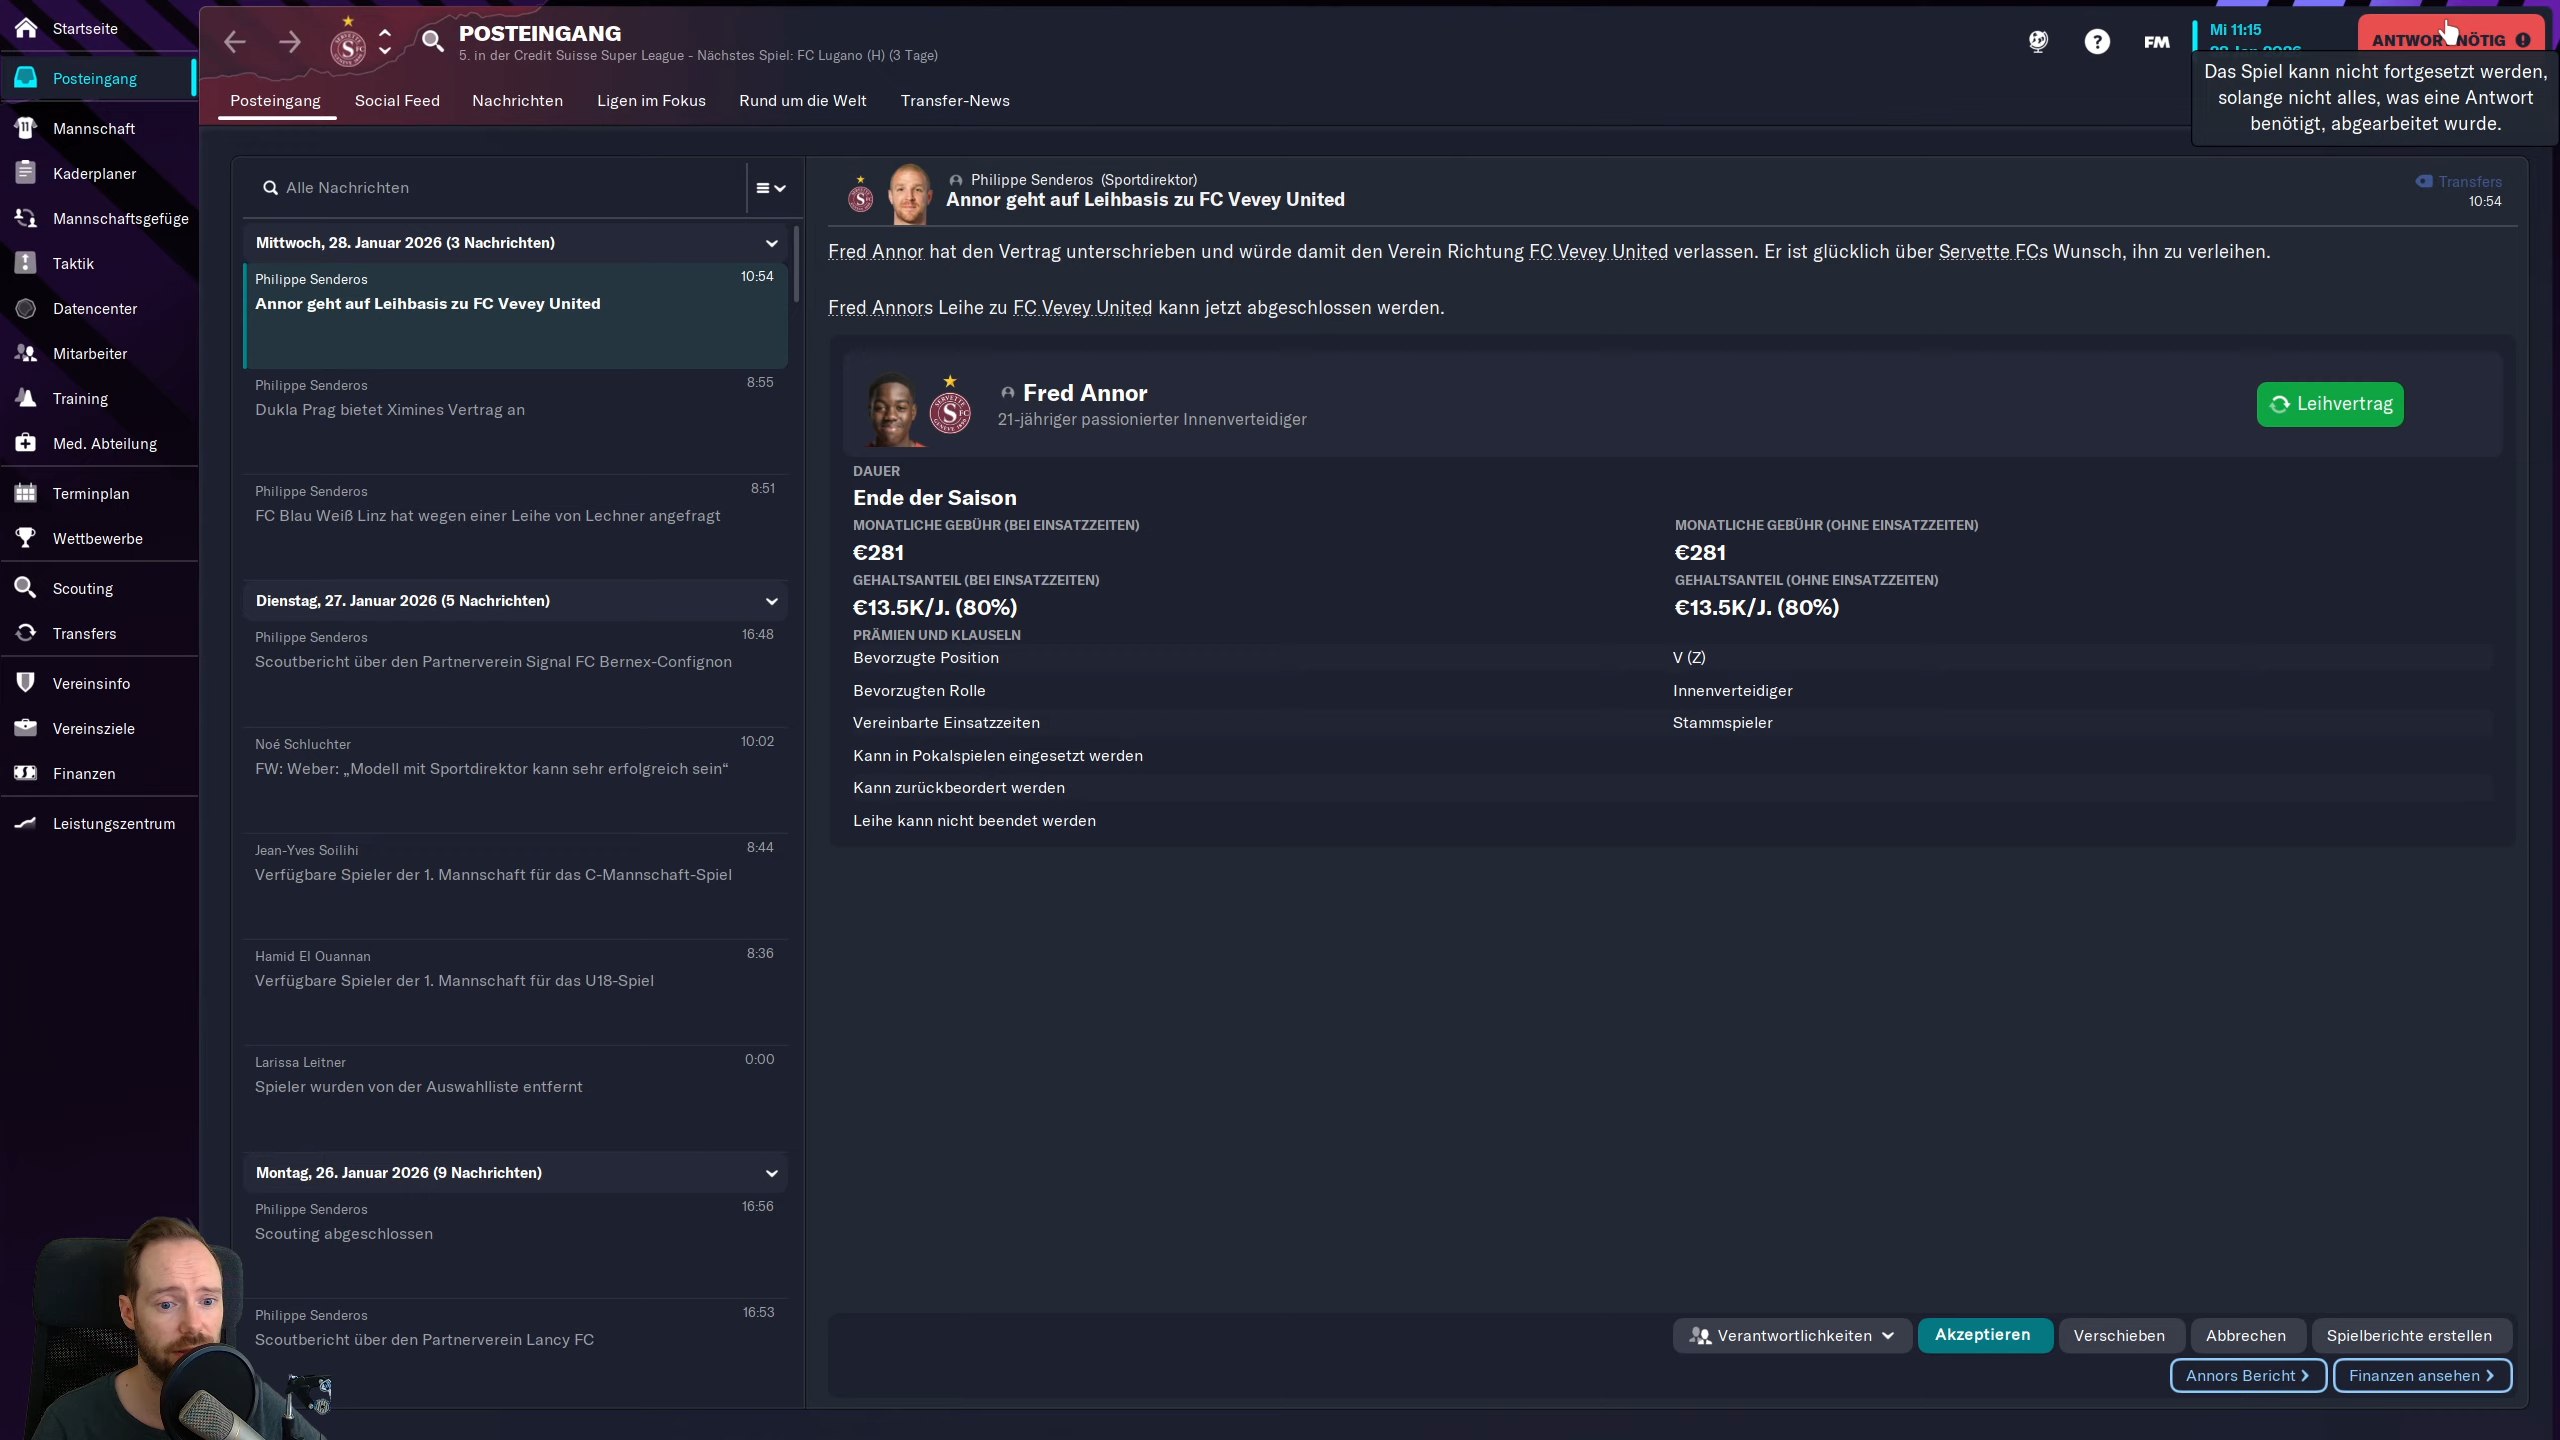 Startseite
Posteingang
Mannschaft
Kaderplaner
Mannschaftsgefüge
Taktik
Datencenter
Mitarbeiter
Training
Med. Abteilung
Terminplan
Wettbewerbe
Scouting
Transfers
Vereinsinfo
Vereinsziele
Finanzen
Leistungszentrum
POSTEINGANG
5. in der Credit Suisse Super League - Nächstes Spiel: FC Lugano (H) (3 Tage)
FM
Mi 11:15
Das Spiel kann nicht fortgesetzt werden,
solange nicht alles, was eine Antwort
benötigt, abgearbeitet wurde.
Posteingang
Social Feed
Nachrichten
Ligen im Fokus
Rund um die Welt
Transfer-News
Alle Nachrichten
Mittwoch, 28. Januar 2026 (3 Nachrichten)
Philippe Senderos 10:54
Annor geht auf Leihbasis zu FC Vevey United
Philippe Senderos 8:55
Dukla Prag bietet Ximines Vertrag an
Philippe Senderos 8:51
FC Blau Weiß Linz hat wegen einer Leihe von Lechner angefragt
Dienstag, 27. Januar 2026 (5 Nachrichten)
Philippe Senderos 16:48
Scoutbericht über den Partnerverein Signal FC Bernex-Confignon
Noé Schluchter 10:02
FW: Weber: „Modell mit Sportdirektor kann sehr erfolgreich sein“
Jean-Yves Soilihi 8:44
Verfügbare Spieler der 1. Mannschaft für das C-Mannschaft-Spiel
Hamid El Ouannan 8:36
Verfügbare Spieler der 1. Mannschaft für das U18-Spiel
Larissa Leitner 0:00
Spieler wurden von der Auswahlliste entfernt
Montag, 26. Januar 2026 (9 Nachrichten)
Philippe Senderos 16:56
Scouting abgeschlossen
Philippe Senderos 16:53
Scoutbericht über den Partnerverein Lancy FC
Philippe Senderos (Sportdirektor)
Annor geht auf Leihbasis zu FC Vevey United
Transfers
10:54
Fred Annor hat den Vertrag unterschrieben und würde damit den Verein Richtung FC Vevey United verlassen. Er ist glücklich über Servette FCs Wunsch, ihn zu verleihen.
Fred Annors Leihe zu FC Vevey United kann jetzt abgeschlossen werden.
Fred Annor
21-jähriger passionierter Innenverteidiger
Leihvertrag
DAUER
Ende der Saison
MONATLICHE GEBÜHR (BEI EINSATZZEITEN) MONATLICHE GEBÜHR (OHNE EINSATZZEITEN)
€281 €281
GEHALTSANTEIL (BEI EINSATZZEITEN) GEHALTSANTEIL (OHNE EINSATZZEITEN)
€13.5K/J. (80%) €13.5K/J. (80%)
PRÄMIEN UND KLAUSELN
Bevorzugte Position V (Z)
Bevorzugten Rolle Innenverteidiger
Vereinbarte Einsatzzeiten Stammspieler
Kann in Pokalspielen eingesetzt werden
Kann zurückbeordert werden
Leihe kann nicht beendet werden
Verantwortlichkeiten
Akzeptieren
Verschieben
Abbrechen
Spielberichte erstellen
Annors Bericht
Finanzen ansehen